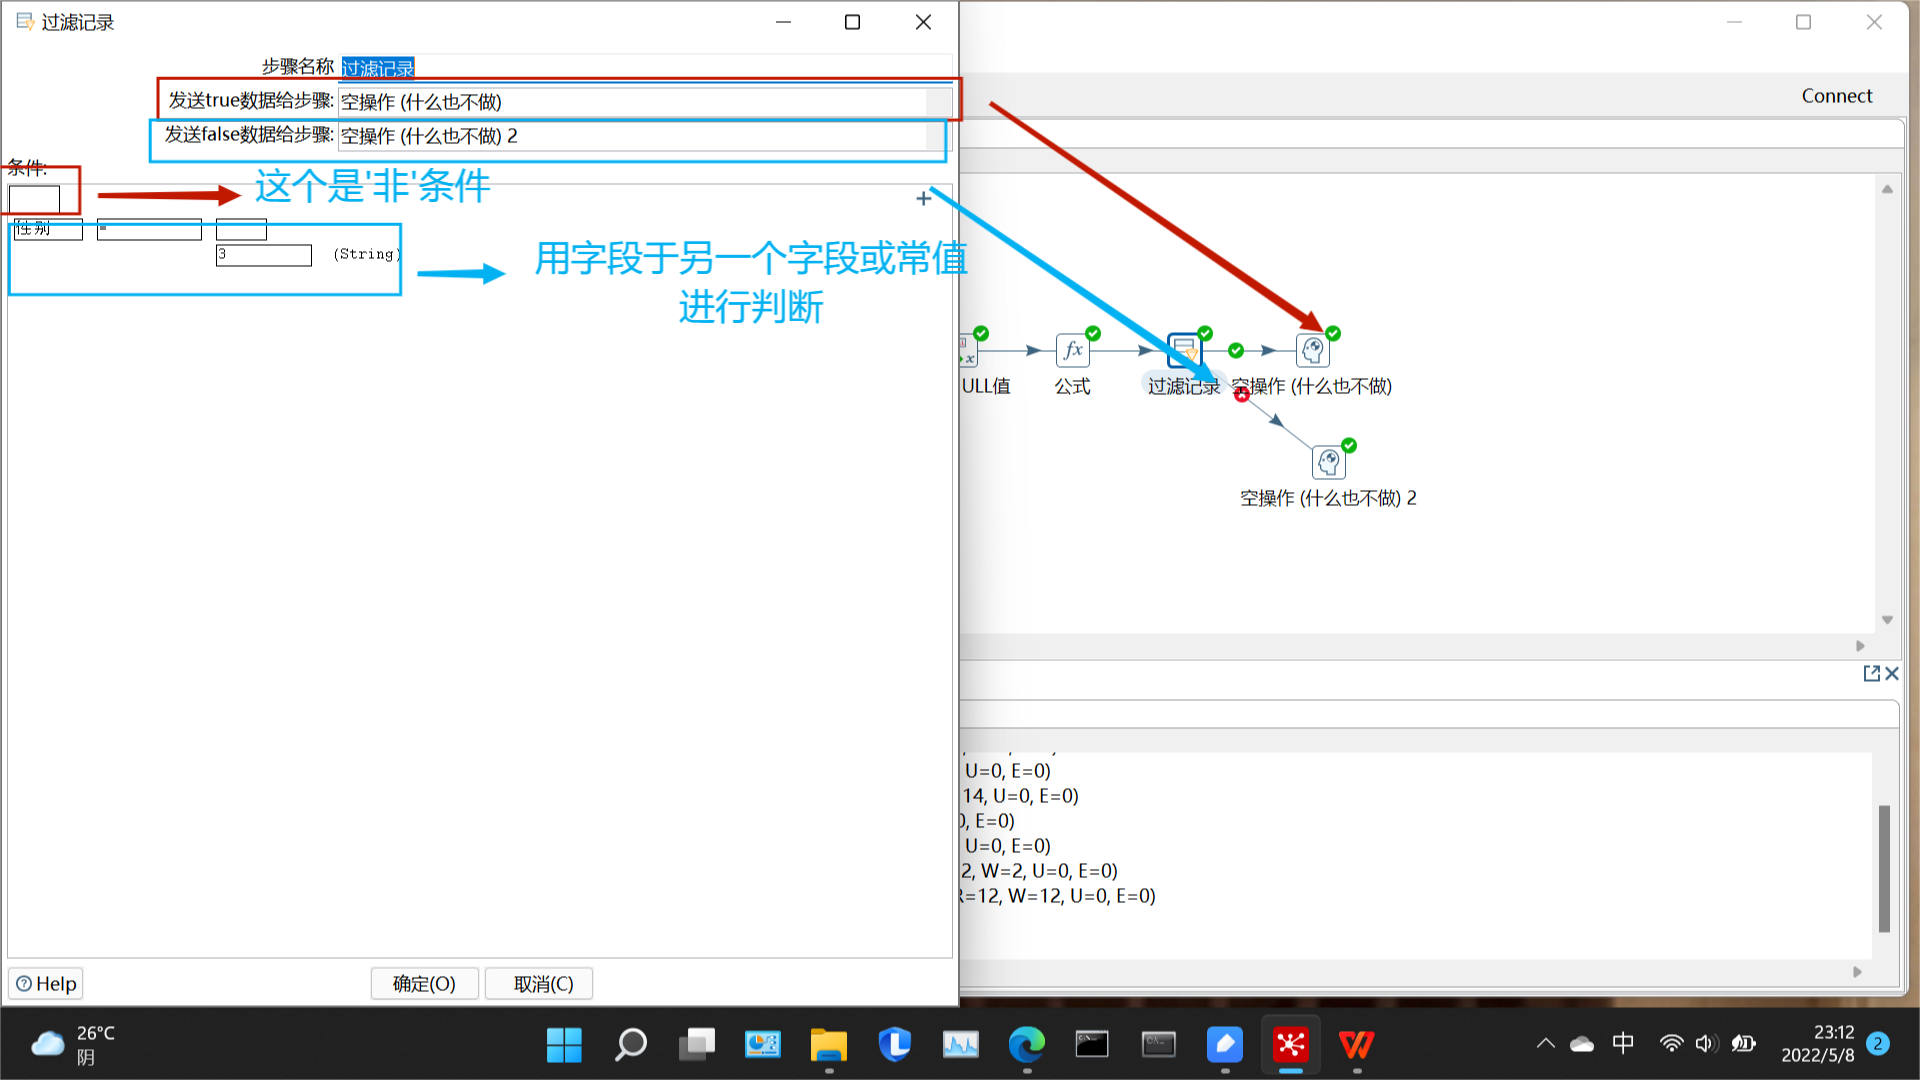 过滤记录
步骤名称 过滤记录
发送true数据给步骤: 空操作 (什么也不做)
发送false数据给步骤: 空操作 (什么也不做) 2
条件:
这个是'非'条件
性别 =
3 (String)
用字段于另一个字段或常值
进行判断
Help
确定(O)
取消(C)
Connect
ULL值
公式
过滤记录
空操作 (什么也不做)
空操作 (什么也不做) 2
U=0, E=0)
14, U=0, E=0)
, E=0)
U=0, E=0)
2, W=2, U=0, E=0)
=12, W=12, U=0, E=0)
26°C
阴
中
23:12
2022/5/8
2